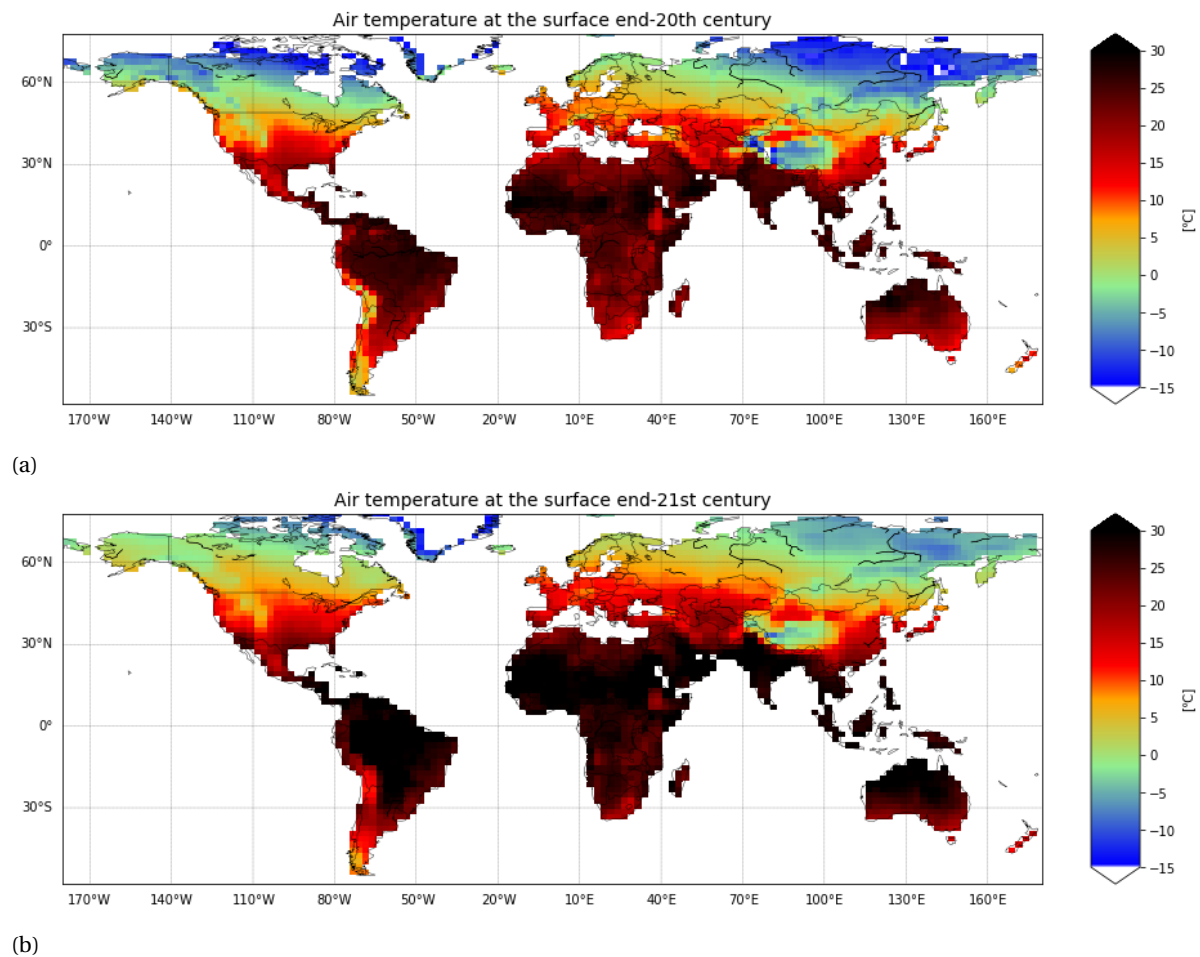 Air temperature at the surface end-20th century
60°N
30°N
0°
30°S
170°W 140°W 110°W 80°W 50°W 20°W 10°E 40°E 70°E 100°E 130°E 160°E
30
25
20
15
10
5
0
−5
−10
−15
[°C]
(a)
Air temperature at the surface end-21st century
60°N
30°N
0°
30°S
170°W 140°W 110°W 80°W 50°W 20°W 10°E 40°E 70°E 100°E 130°E 160°E
30
25
20
15
10
5
0
−5
−10
−15
[°C]
(b)